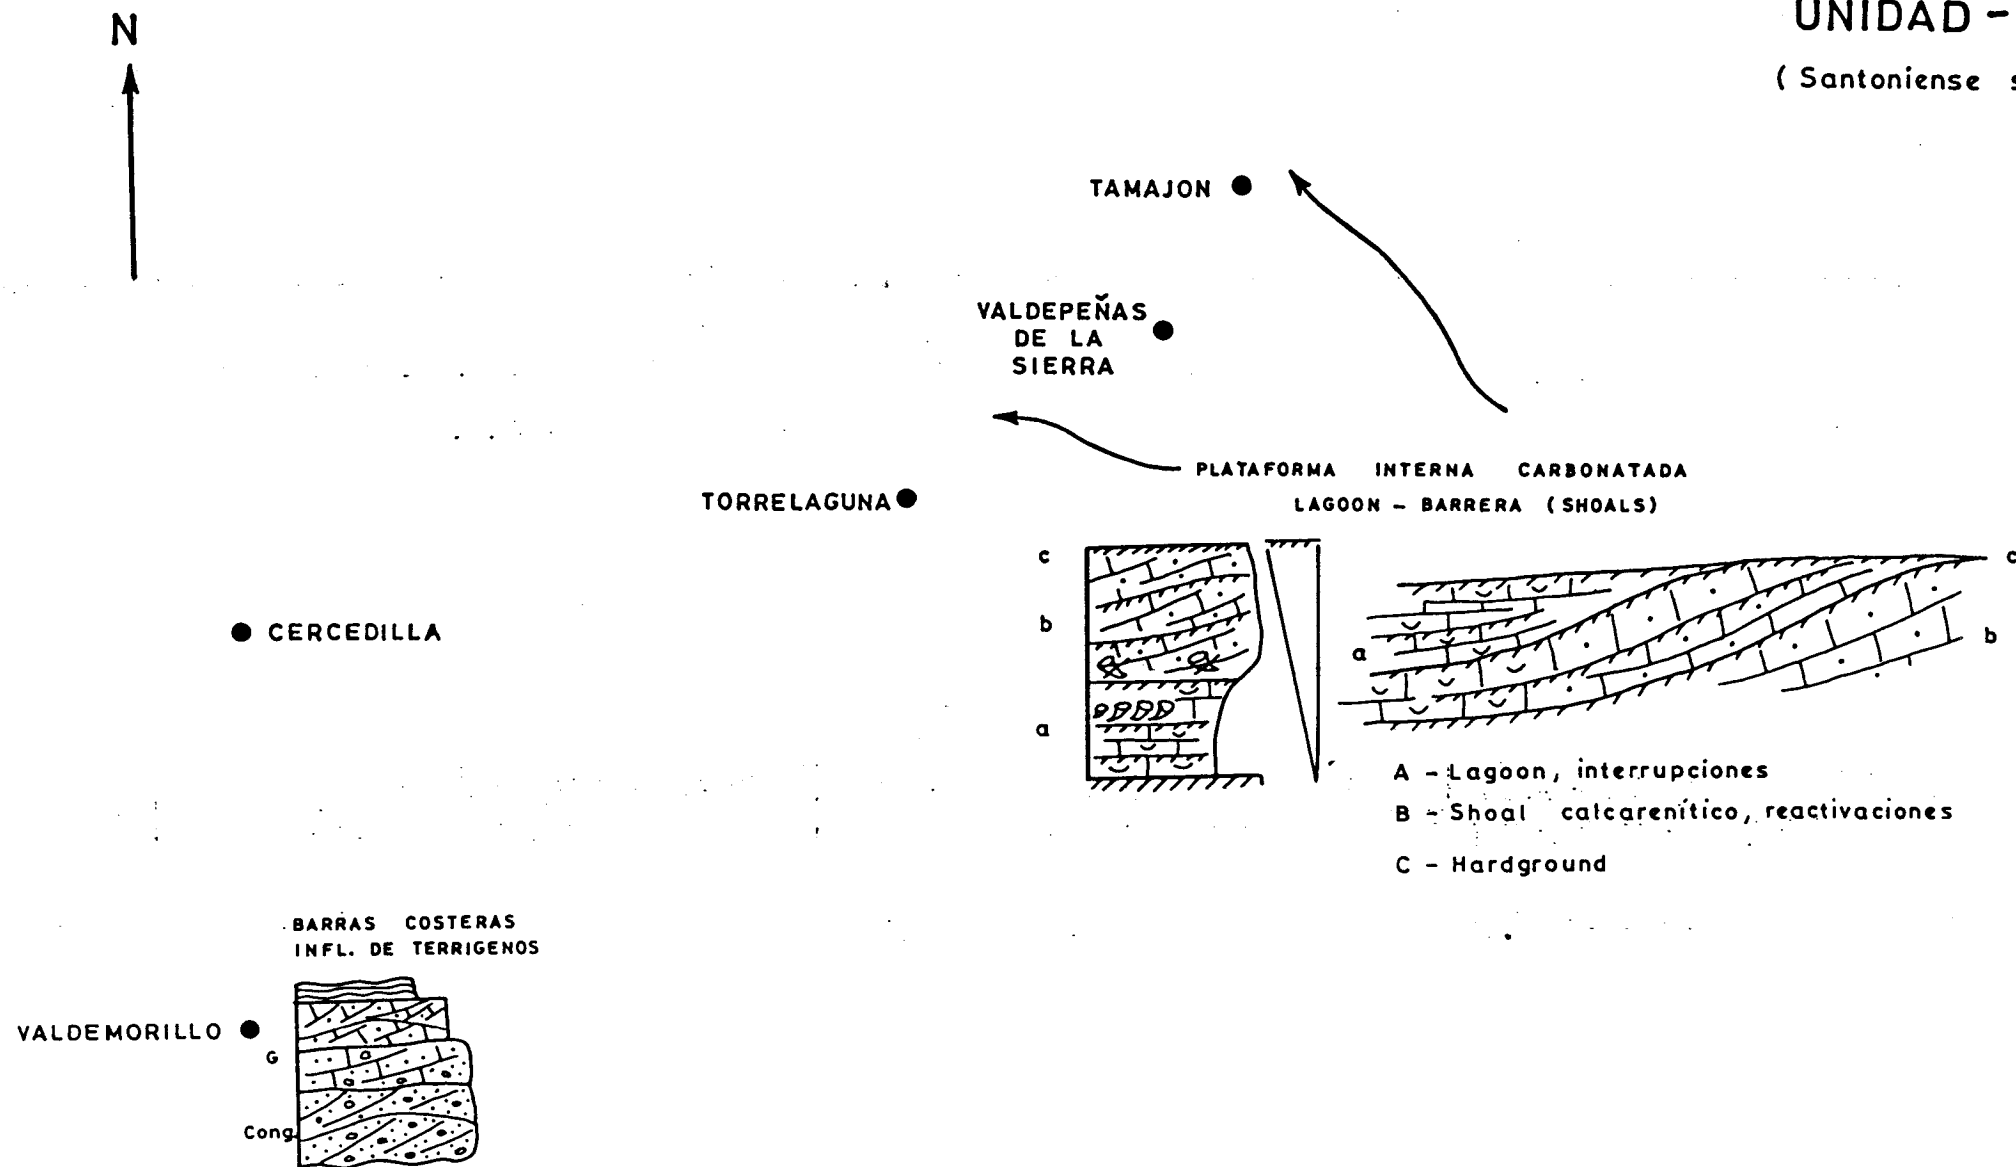 N
UNIDAD -
( Santoniense s
TAMAJON
VALDEPEÑAS
DE LA
SIERRA
PLATAFORMA INTERNA CARBONATADA
LAGOON - BARRERA (SHOALS)
TORRELAGUNA
c
b
a
c
a
b
CERCEDILLA
A - Lagoon, interrupciones
B - Shoal calcarenítico, reactivaciones
C - Hardground
BARRAS COSTERAS
INFL. DE TERRIGENOS
VALDEMORILLO
G
Cong.